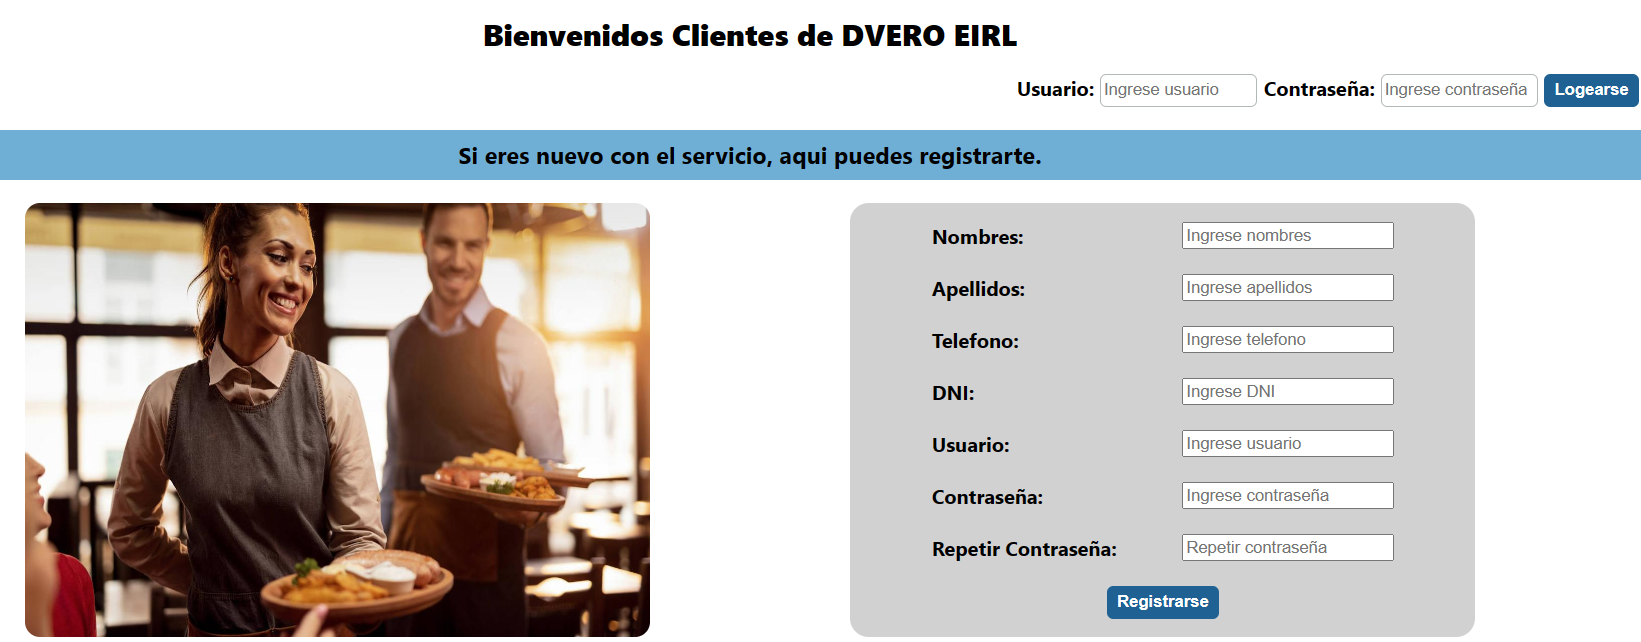 Bienvenidos Clientes de DVERO EIRL
Usuario: Ingrese usuario Contraseña: Ingrese contraseña Logearse
Si eres nuevo con el servicio, aqui puedes registrarte.
Nombres: Ingrese nombres
Apellidos: Ingrese apellidos
Telefono: Ingrese telefono
DNI: Ingrese DNI
Usuario: Ingrese usuario
Contraseña: Ingrese contraseña
Repetir Contraseña: Repetir contraseña
Registrarse